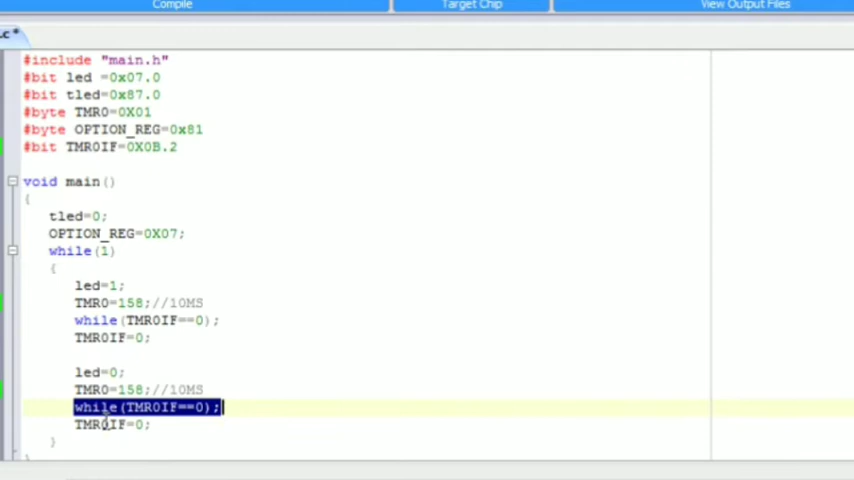 Compile Target Chip View Output Files
.c *
#include "main.h"
#bit led =0x07.0
#bit tled=0x87.0
#byte TMR0=0X01
#byte OPTION_REG=0x81
#bit TMR0IF=0X0B.2
void main()
{
tled=0;
OPTION_REG=0X07;
while(1)
{
led=1;
TMR0=158;//10MS
while(TMR0IF==0);
TMR0IF=0;
led=0;
TMR0=158;//10MS
while(TMR0IF==0);
TMR0IF=0;
}
}